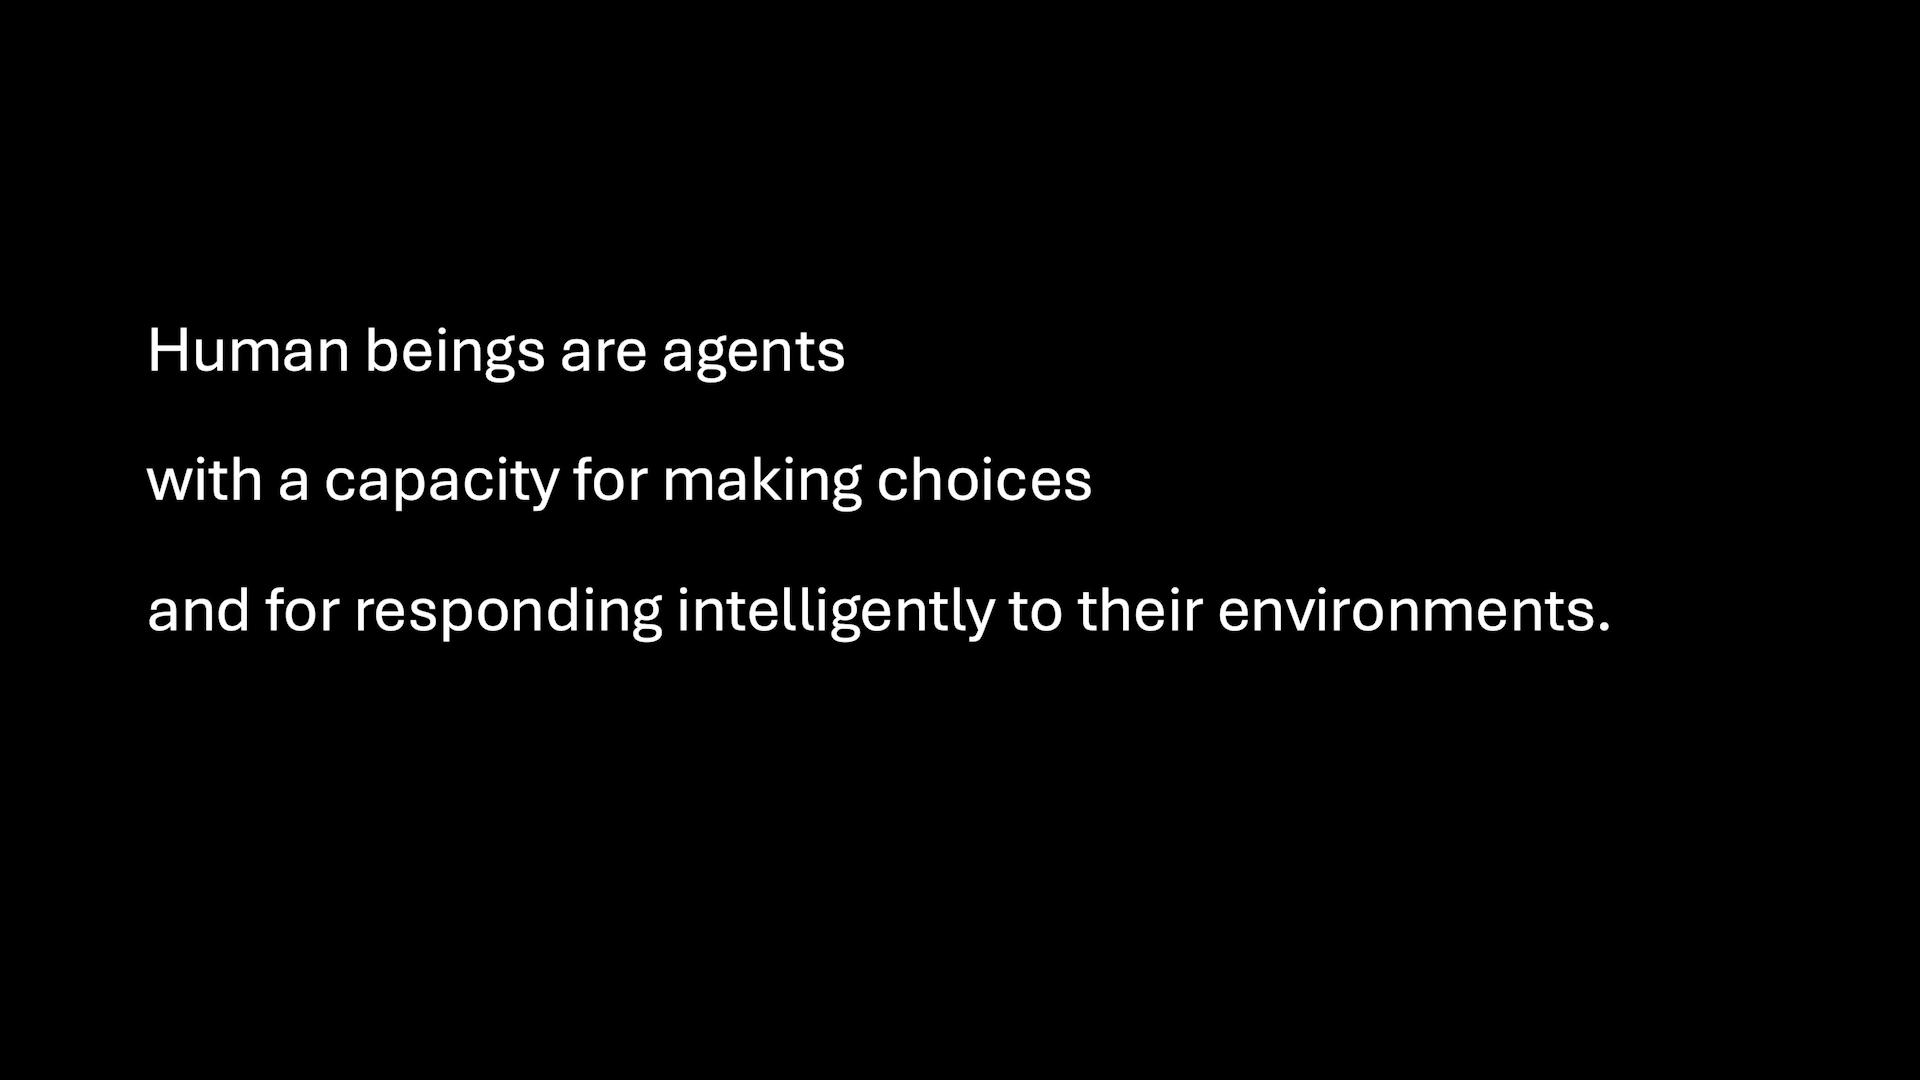 Human beings are agents
with a capacity for making choices
and for responding intelligently to their environments.